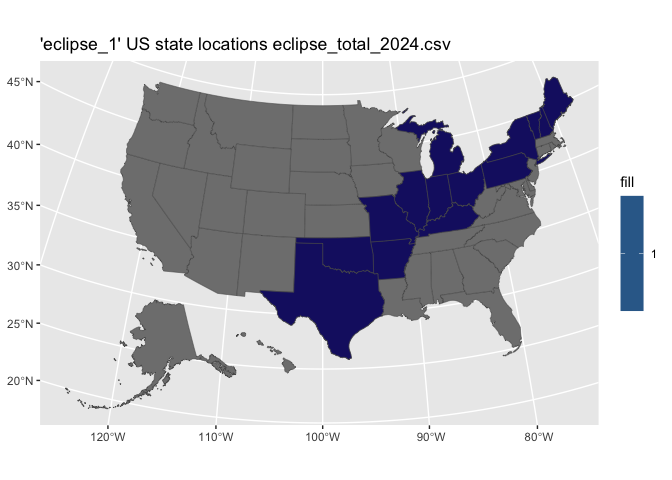 'eclipse_1' US state locations eclipse_total_2024.csv
45°N
40°N
35°N
30°N
25°N
20°N
120°W
110°W
100°W
90°W
80°W
fill
1